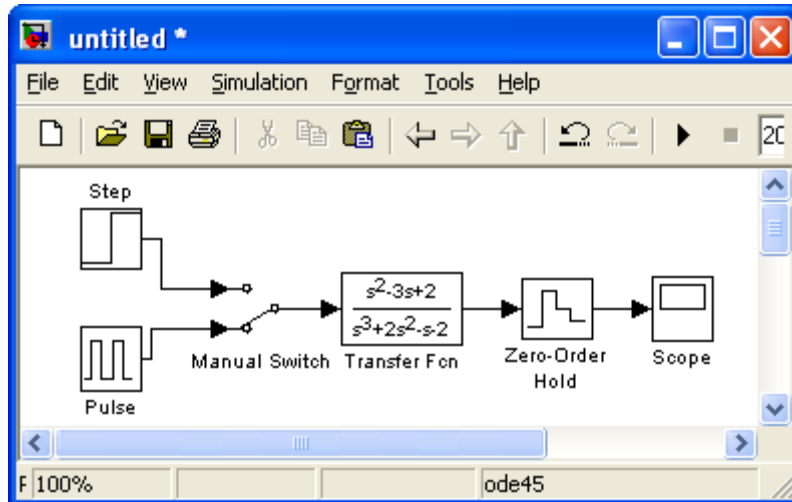 untitled *
File Edit View Simulation Format Tools Help
20
Step
s²-3s+2
s³+2s²-s-2
Manual Switch
Transfer Fcn
Zero-Order
Hold
Scope
Pulse
F 100%
ode45